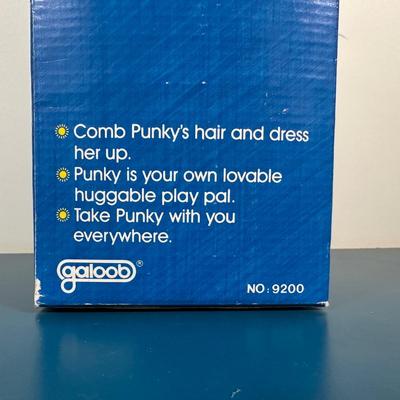 Comb Punky's hair and dress
her up.
Punky is your own lovable
huggable play pal.
Take Punky with you
everywhere.
galoob®
NO: 9200